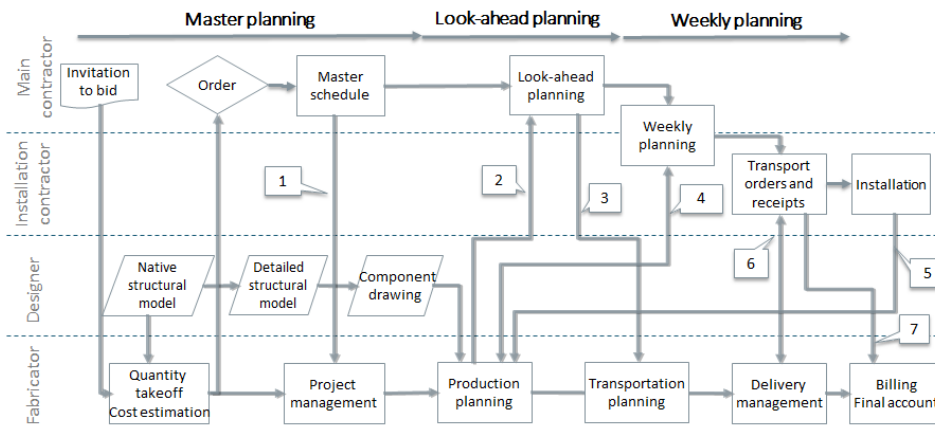 Master planning
Look-ahead planning
Weekly planning
Main
contractor
Invitation
to bid
Order
Master
schedule
Look-ahead
planning
Weekly
planning
Installation
contractor
1
2
3
4
Transport
orders and
receipts
Installation
6
5
7
Designer
Native
structural
model
Detailed
structural
model
Component
drawing
Fabricator
Quantity
takeoff
Cost estimation
Project
management
Production
planning
Transportation
planning
Delivery
management
Billing
Final account